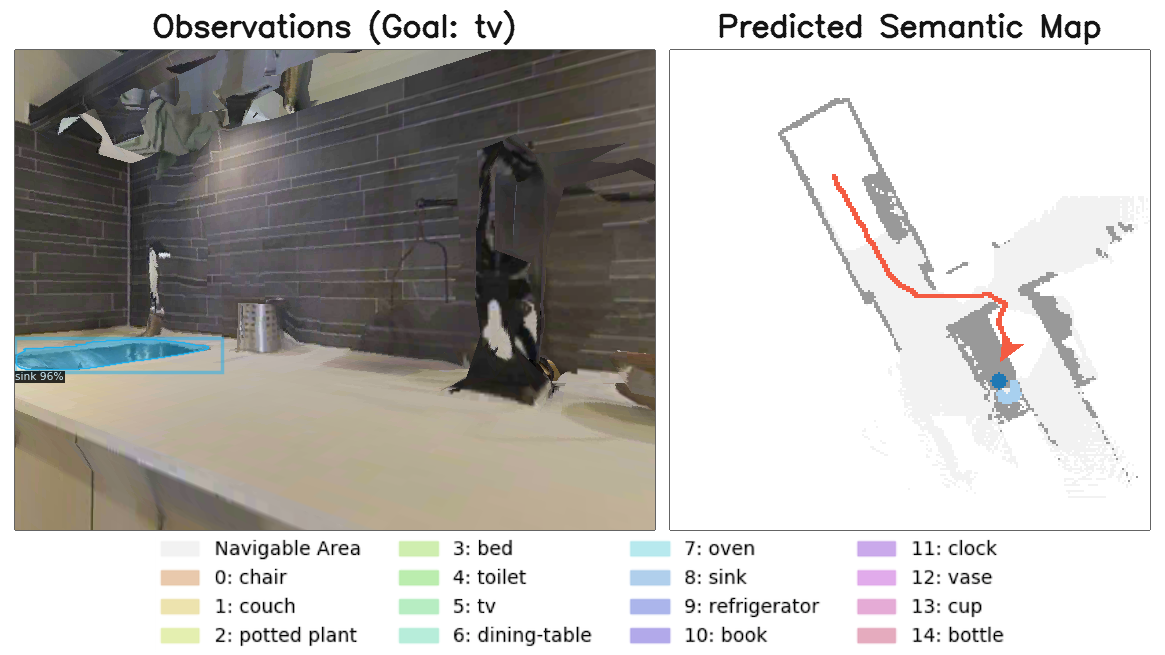 Observations (Goal: tv)
Predicted Semantic Map
sink 96%
Navigable Area
0: chair
1: couch
2: potted plant
3: bed
4: toilet
5: tv
6: dining-table
7: oven
8: sink
9: refrigerator
10: book
11: clock
12: vase
13: cup
14: bottle